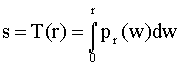 s = T(r) = ∫₀ʳ pᵣ(w)dw